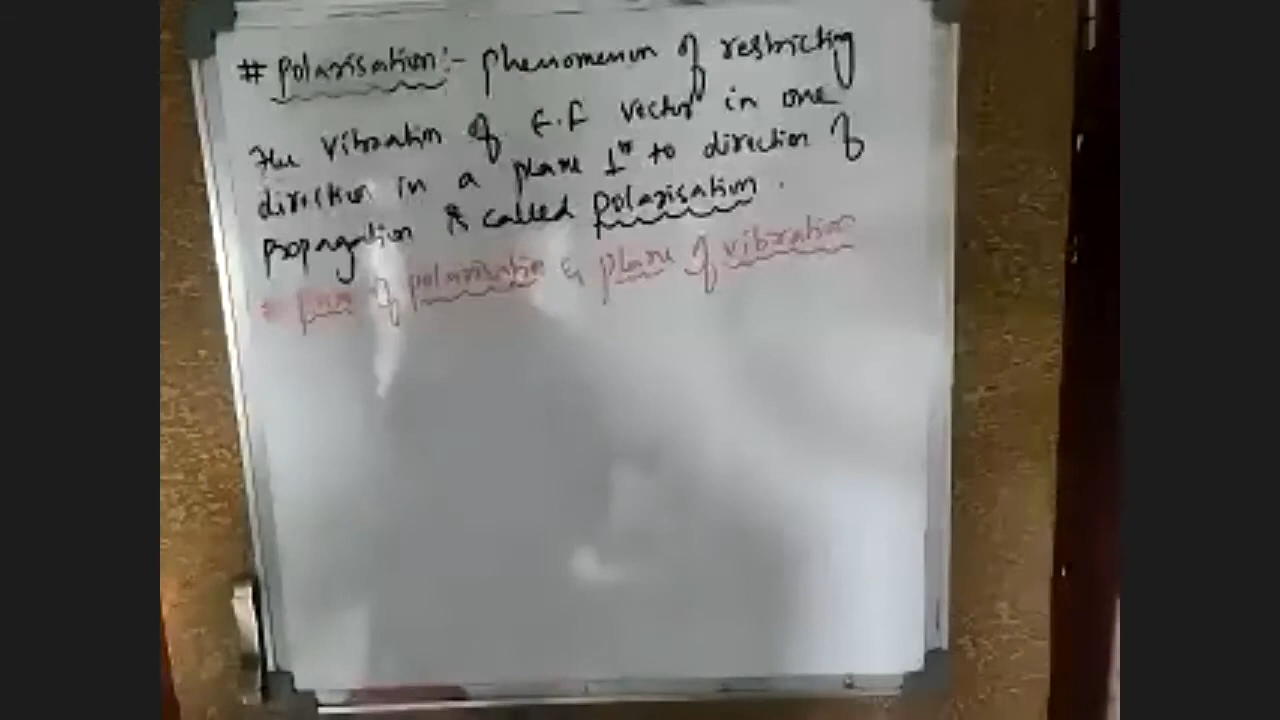 # Polarisation :- phenomenon of restricting
the vibration of E.F vector in one
direction in a plane ⊥r to direction of
propagation is called polarisation.
* plane of polarisation & plane of vibration